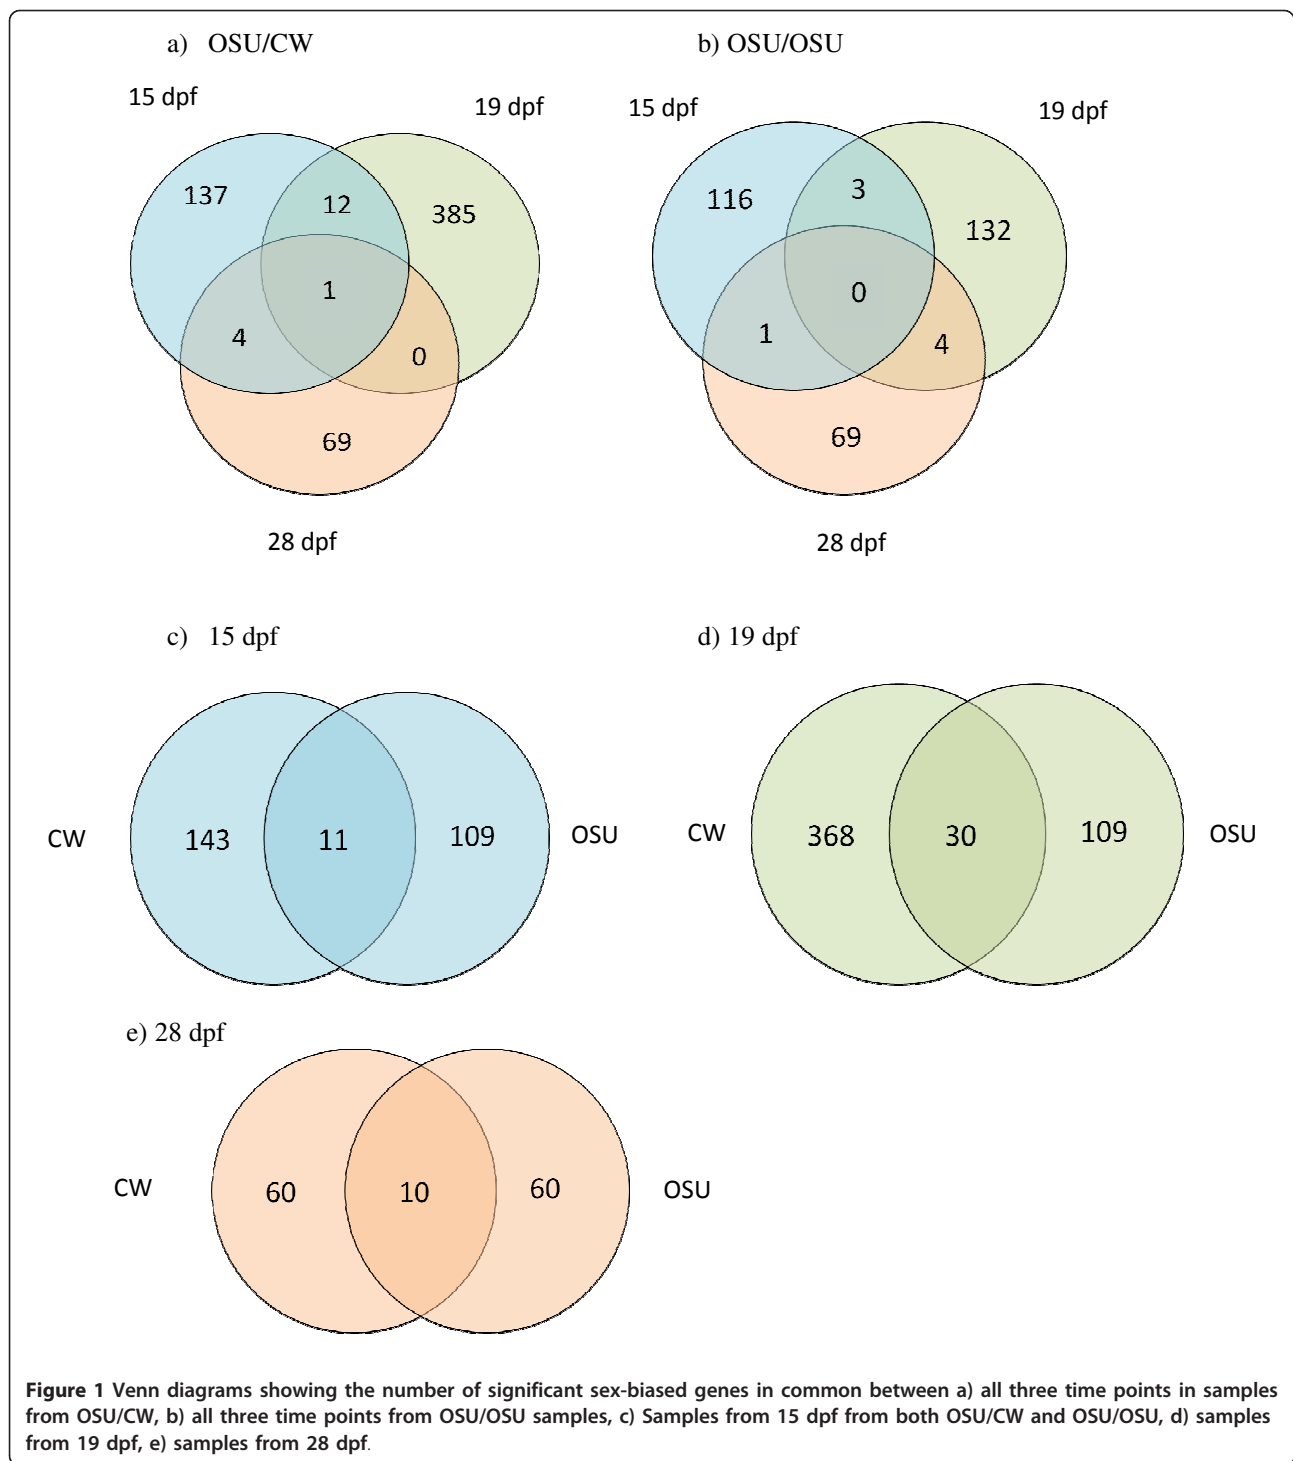 a) OSU/CW
15 dpf
19 dpf
137
12
385
1
4
0
69
28 dpf
b) OSU/OSU
15 dpf
19 dpf
116
3
132
0
1
4
69
28 dpf
c) 15 dpf
CW
143
11
109
OSU
d) 19 dpf
CW
368
30
109
OSU
e) 28 dpf
CW
60
10
60
OSU
Figure 1 Venn diagrams showing the number of significant sex-biased genes in common between a) all three time points in samples
from OSU/CW, b) all three time points from OSU/OSU samples, c) Samples from 15 dpf from both OSU/CW and OSU/OSU, d) samples
from 19 dpf, e) samples from 28 dpf.